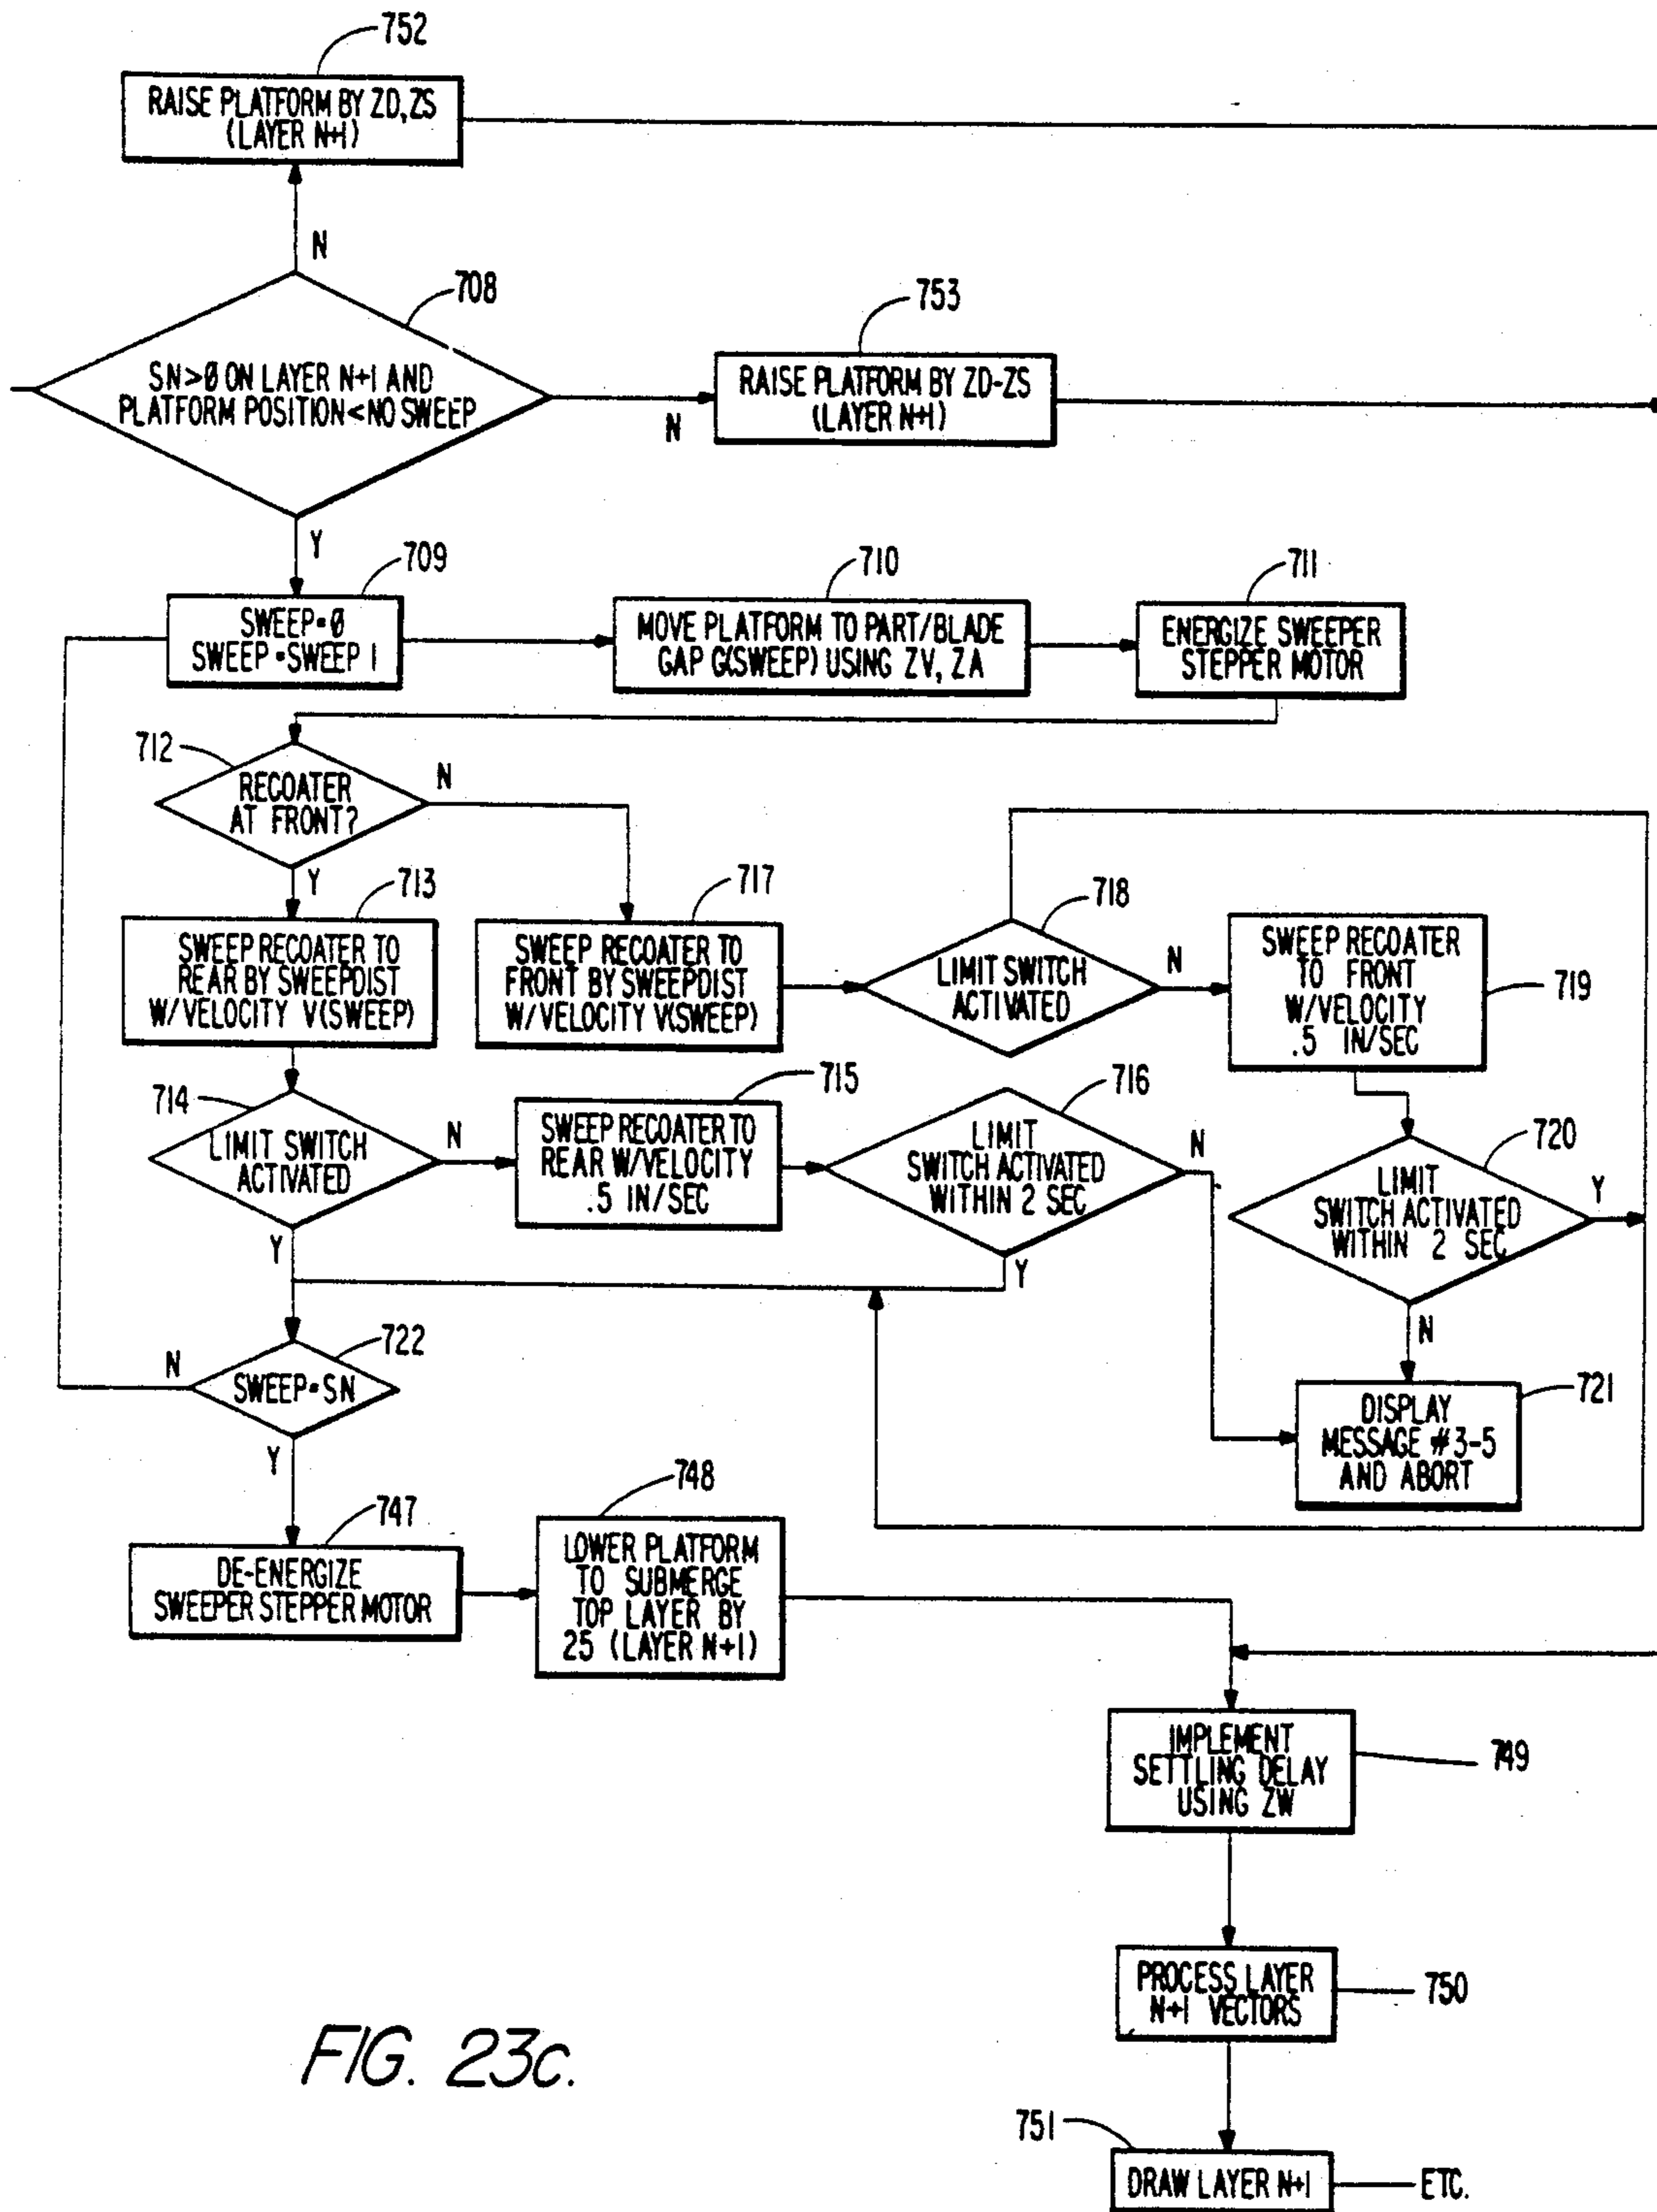 752
RAISE PLATFORM BY ZD,ZS
(LAYER N+1)
N
708
SN>Ø ON LAYER N+1 AND
PLATFORM POSITION<NO SWEEP
N
753
RAISE PLATFORM BY ZD-ZS
(LAYER N+1)
Y
709
SWEEP=Ø
SWEEP=SWEEP 1
710
MOVE PLATFORM TO PART/BLADE
GAP G(SWEEP) USING ZV, ZA
711
ENERGIZE SWEEPER
STEPPER MOTOR
712
RECOATER
AT FRONT?
N
Y
713
SWEEP RECOATER TO
REAR BY SWEEPDIST
W/VELOCITY V(SWEEP)
717
SWEEP RECOATER TO
FRONT BY SWEEPDIST
W/VELOCITY V(SWEEP)
718
LIMIT SWITCH
ACTIVATED
N
SWEEP RECOATER
TO FRONT
W/VELOCITY
.5 IN/SEC
719
714
LIMIT SWITCH
ACTIVATED
N
Y
715
SWEEP RECOATER TO
REAR W/VELOCITY
.5 IN/SEC
716
LIMIT
SWITCH ACTIVATED
WITHIN 2 SEC
N
Y
720
LIMIT
SWITCH ACTIVATED
WITHIN 2 SEC
Y
N
722
SWEEP=SN
N
Y
721
DISPLAY
MESSAGE #3-5
AND ABORT
747
DE-ENERGIZE
SWEEPER STEPPER MOTOR
748
LOWER PLATFORM
TO SUBMERGE
TOP LAYER BY
25 (LAYER N+1)
IMPLEMENT
SETTLING DELAY
USING ZW
749
PROCESS LAYER
N+1 VECTORS
750
751
DRAW LAYER N+1
ETC.
FIG. 23c.